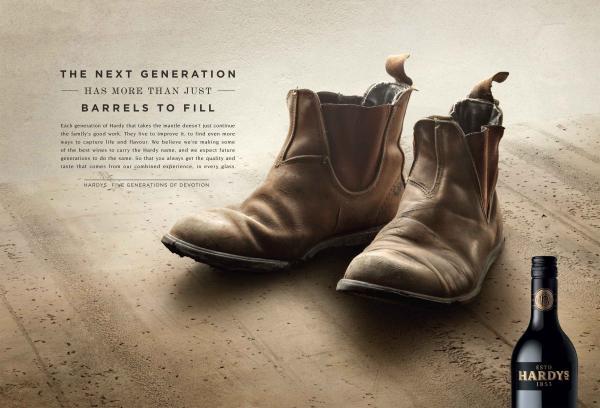 THE NEXT GENERATION
HAS MORE THAN JUST
BARRELS TO FILL
Each generation of Hardy that takes the mantle doesn't just continue
the family's good work. They live to improve it, to find even more
ways to capture life and flavour. We believe we're making some
of the best wines to carry the Hardy name, and we expect future
generations to do the same. So that you always get the quality and
taste that comes from our combined experience, in every glass.
HARDYS. FIVE GENERATIONS OF DEVOTION
ESTD
HARDYS
1853